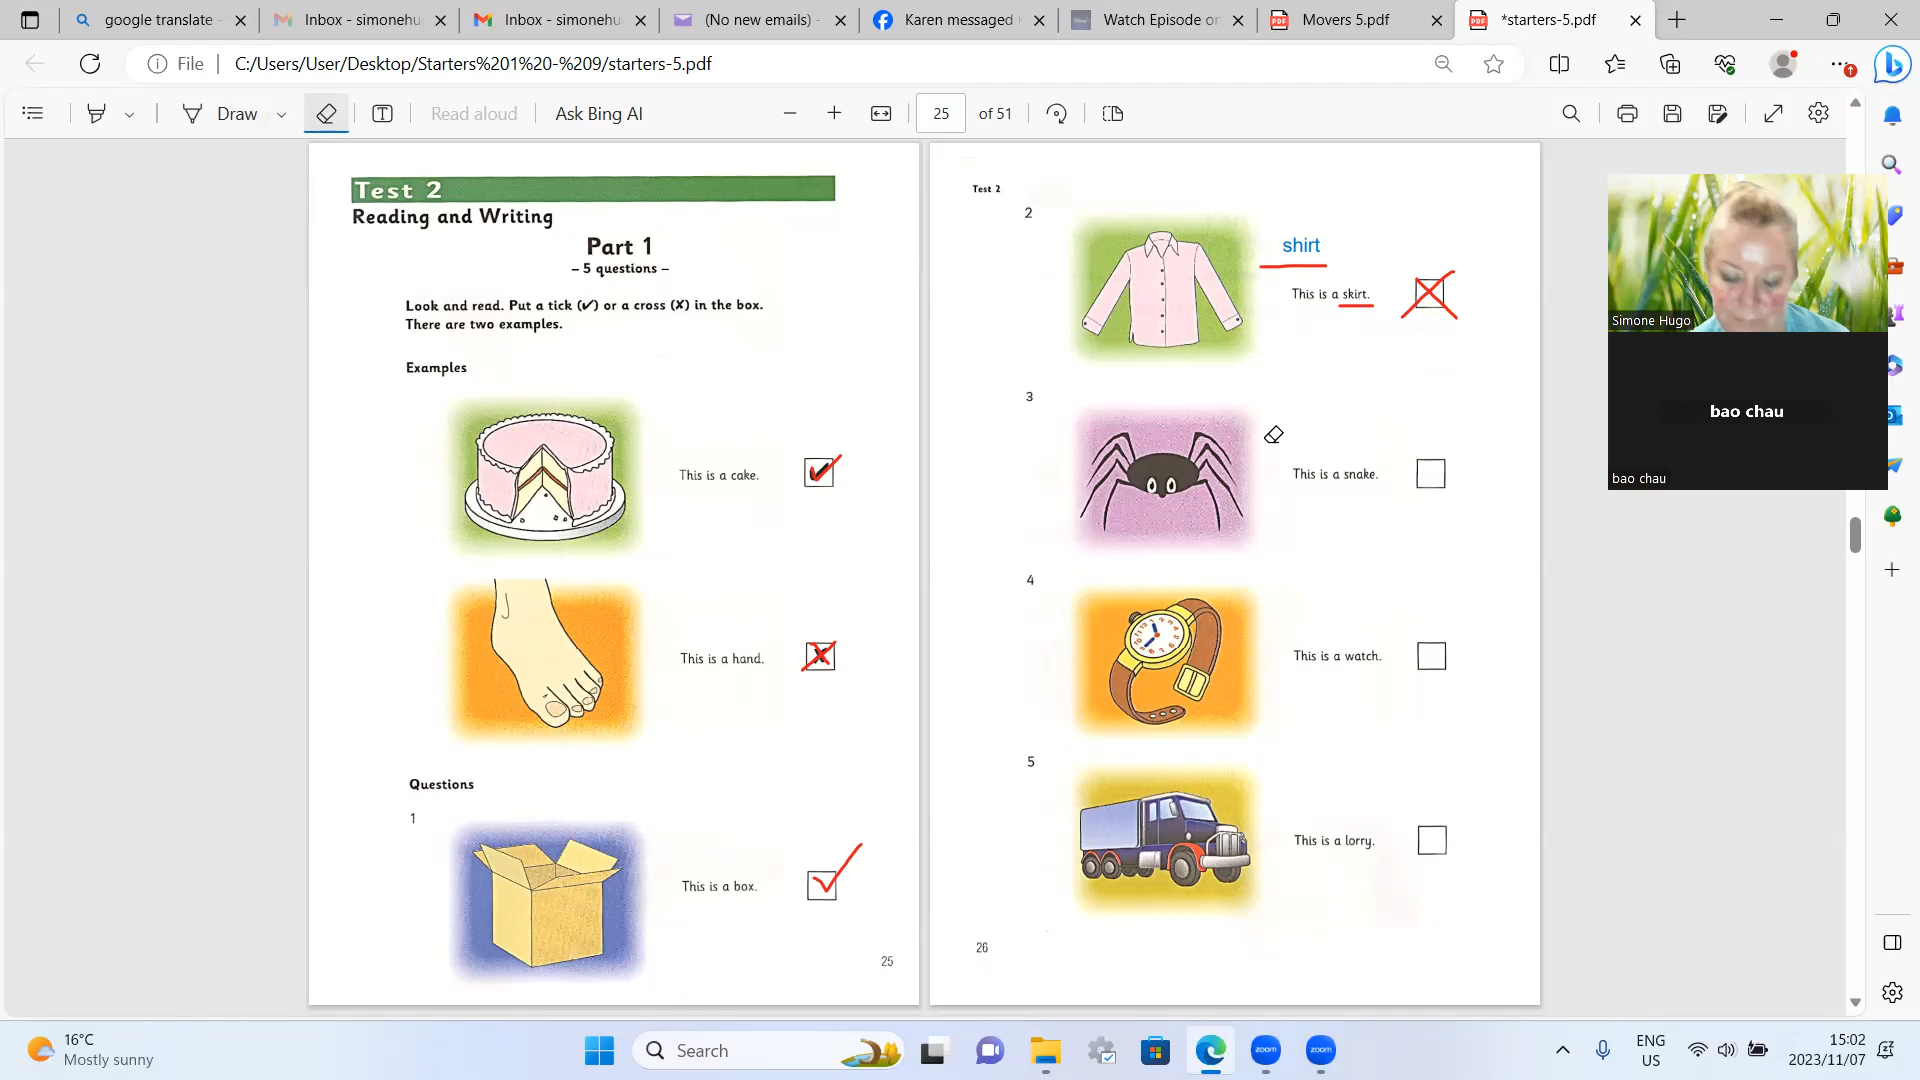 google translate -
Inbox - simonehu
Inbox - simonehu
(No new emails) -
Karen messaged
Watch Episode on
Movers 5.pdf
*starters-5.pdf
File
C:/Users/User/Desktop/Starters%201%20-%209/starters-5.pdf
Draw
Read aloud
Ask Bing AI
25
of 51
Test 2
Reading and Writing
Part 1
– 5 questions –
Look and read. Put a tick (✔) or a cross (✘) in the box.
There are two examples.
Examples
This is a cake.
This is a hand.
Questions
1
This is a box.
25
Test 2
2
shirt
This is a skirt.
3
This is a snake.
4
This is a watch.
5
This is a lorry.
26
Simone Hugo
bao chau
bao chau
16°C
Mostly sunny
Search
zoom
zoom
ENG
US
15:02
2023/11/07